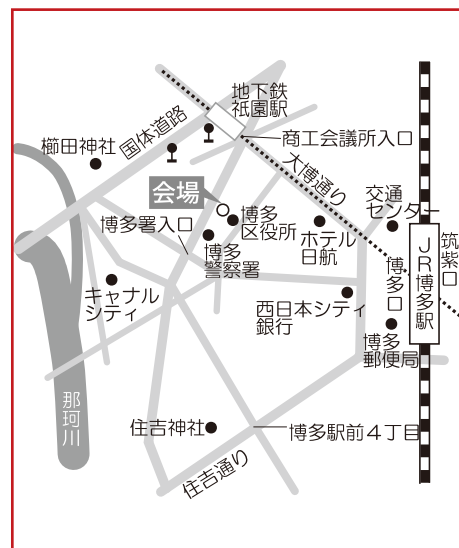 地下鉄
祇園駅
国体道路
櫛田神社
商工会議所入口
大博通り
会場
交通
センター
博多署入口
博多
区役所
筑紫口
博多
警察署
ホテル
日航
JR博多駅
博多口
キャナル
シティ
西日本シティ
銀行
博多
郵便局
那珂川
住吉神社
博多駅前4丁目
住吉通り